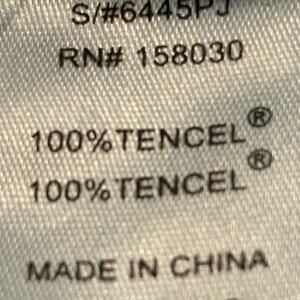 S/#6445PJ
RN# 158030
100%TENCEL®
100%TENCEL®
MADE IN CHINA